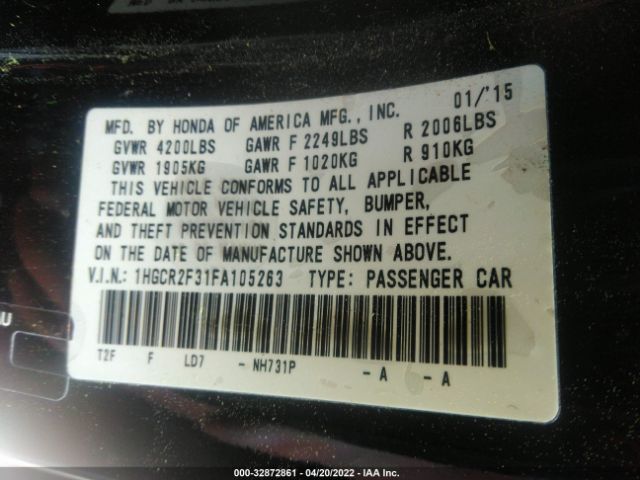 MFD. BY HONDA OF AMERICA MFG., INC. 01/'15
GVWR 4200LBS GAWR F 2249LBS R 2006LBS
GVWR 1905KG GAWR F 1020KG R 910KG
THIS VEHICLE CONFORMS TO ALL APPLICABLE
FEDERAL MOTOR VEHICLE SAFETY, BUMPER,
AND THEFT PREVENTION STANDARDS IN EFFECT
ON THE DATE OF MANUFACTURE SHOWN ABOVE.
V.I.N.: 1HGCR2F31FA105263 TYPE: PASSENGER CAR
T2F F LD7 - NH731P - A - A
000-32872861 - 04/20/2022 - IAA Inc.